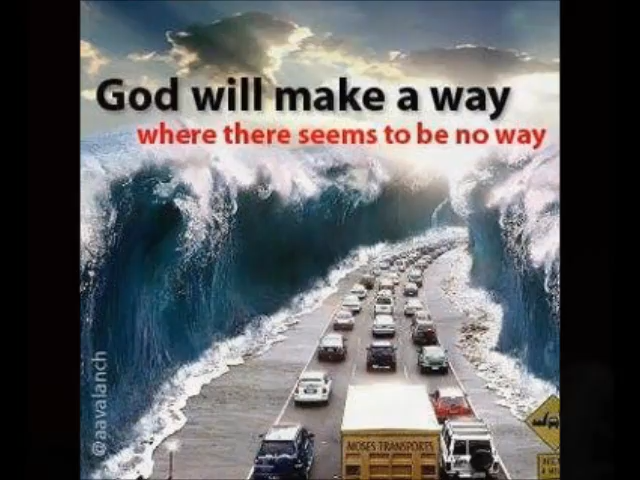 God will make a way
where there seems to be no way
@aavalanch
MOSES TRANSPORTS